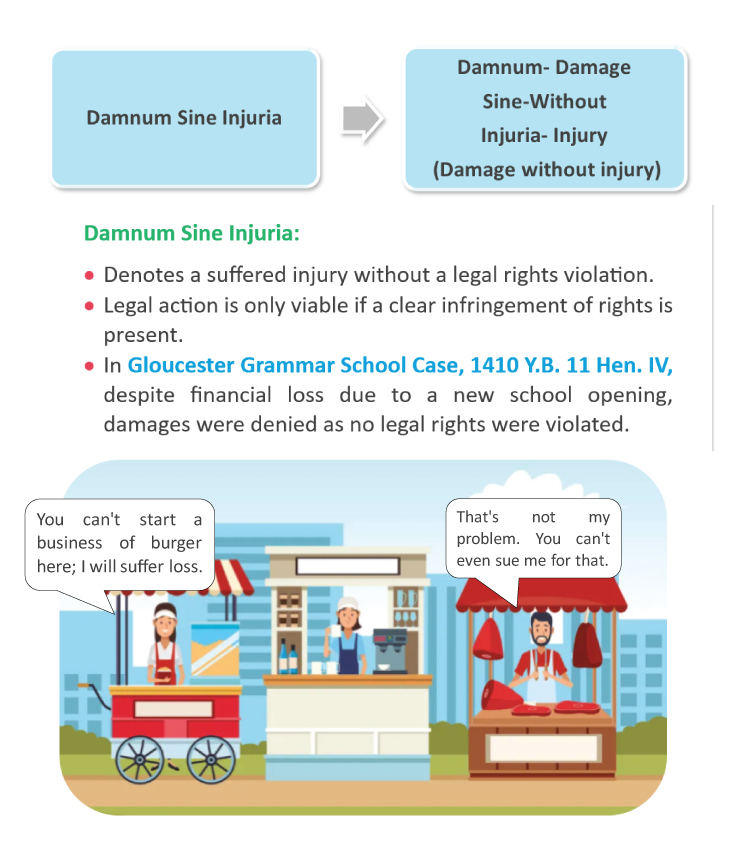 Damnum Sine Injuria
Damnum- Damage
Sine-Without
Injuria- Injury
(Damage without injury)
Damnum Sine Injuria:
• Denotes a suffered injury without a legal rights violation.
• Legal action is only viable if a clear infringement of rights is
present.
• In Gloucester Grammar School Case, 1410 Y.B. 11 Hen. IV,
despite financial loss due to a new school opening,
damages were denied as no legal rights were violated.
You can't start a
business of burger
here; I will suffer loss.
That's not my
problem. You can't
even sue me for that.